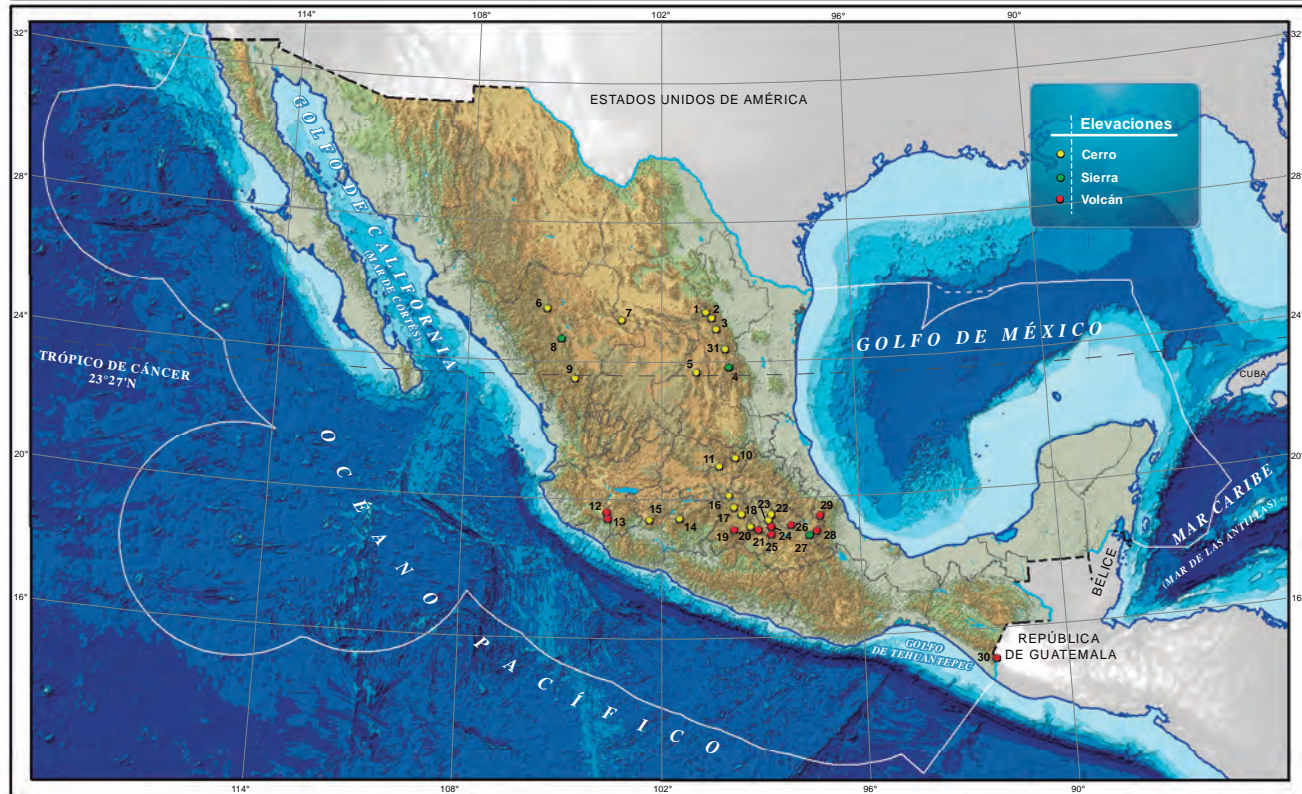 114°
108°
102°
96°
90°
32°
32°
ESTADOS UNIDOS DE AMÉRICA
Elevaciones
Cerro
Sierra
Volcán
GOLFO DE CALIFORNIA
(MAR DE CORTÉS)
28°
28°
6
7
1
2
3
8
31
24°
24°
GOLFO DE MÉXICO
TRÓPICO DE CÁNCER
23°27'N
9
5
4
CUBA
OCÉANO PACÍFICO
20°
20°
11
10
MAR CARIBE
(MAR DE LAS ANTILLAS)
12
13
15
14
16
17
18
23
22
29
19
20
21
24
25
26
27
28
BELICE
16°
16°
REPÚBLICA
DE GUATEMALA
GOLFO
DE TEHUANTEPEC
30
114°
108°
102°
96°
90°